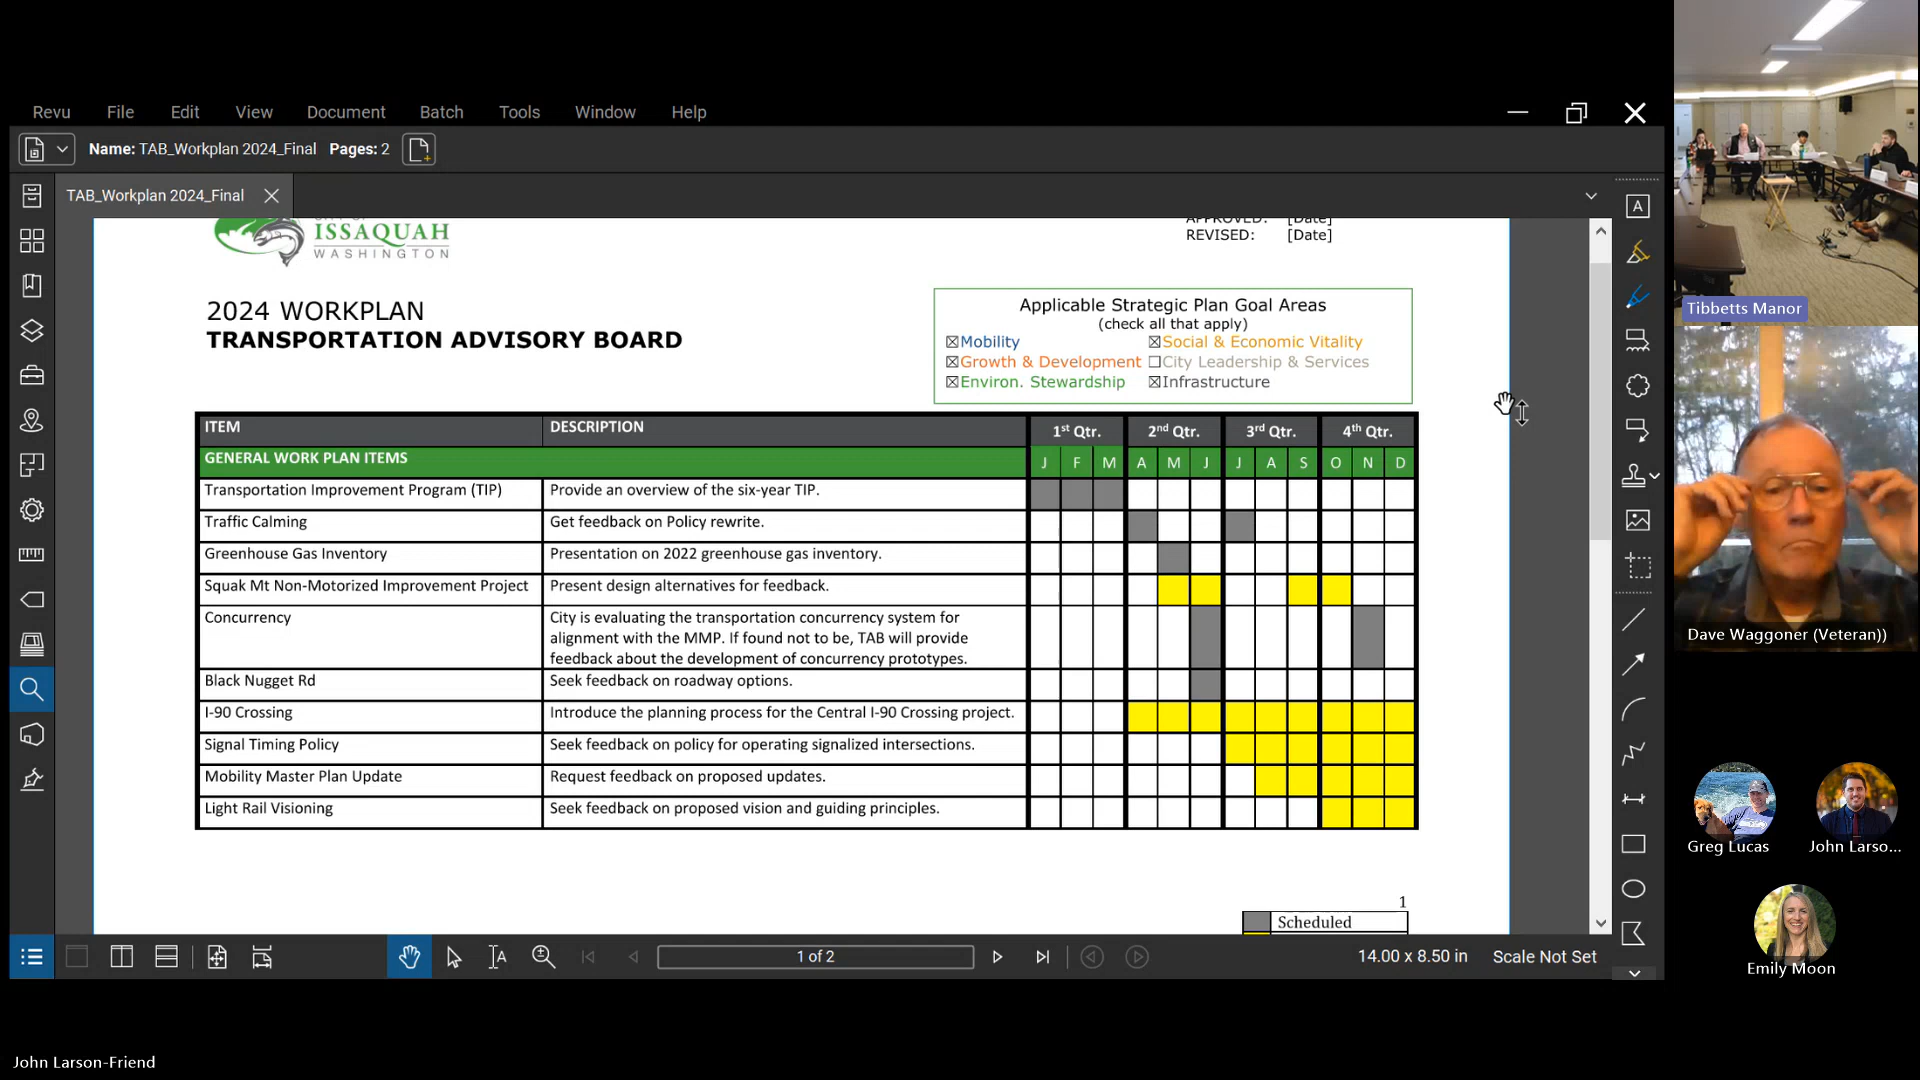 Revu File Edit View Document Batch Tools Window Help
Name: TAB_Workplan 2024_Final Pages: 2
TAB_Workplan 2024_Final
ISSAQUAH
WASHINGTON
APPROVED: [Date]
REVISED: [Date]
2024 WORKPLAN
TRANSPORTATION ADVISORY BOARD
Applicable Strategic Plan Goal Areas
(check all that apply)
☒Mobility ☒Social & Economic Vitality
☒Growth & Development ☐City Leadership & Services
☒Environ. Stewardship ☒Infrastructure
ITEM DESCRIPTION 1st Qtr. 2nd Qtr. 3rd Qtr. 4th Qtr.
GENERAL WORK PLAN ITEMS J F M A M J J A S O N D
Transportation Improvement Program (TIP) Provide an overview of the six-year TIP.
Traffic Calming Get feedback on Policy rewrite.
Greenhouse Gas Inventory Presentation on 2022 greenhouse gas inventory.
Squak Mt Non-Motorized Improvement Project Present design alternatives for feedback.
Concurrency City is evaluating the transportation concurrency system for
alignment with the MMP. If found not to be, TAB will provide
feedback about the development of concurrency prototypes.
Black Nugget Rd Seek feedback on roadway options.
I-90 Crossing Introduce the planning process for the Central I-90 Crossing project.
Signal Timing Policy Seek feedback on policy for operating signalized intersections.
Mobility Master Plan Update Request feedback on proposed updates.
Light Rail Visioning Seek feedback on proposed vision and guiding principles.
1
Scheduled
1 of 2
14.00 x 8.50 in Scale Not Set
Tibbetts Manor
Dave Waggoner (Veteran))
Greg Lucas John Larso...
Emily Moon
John Larson-Friend